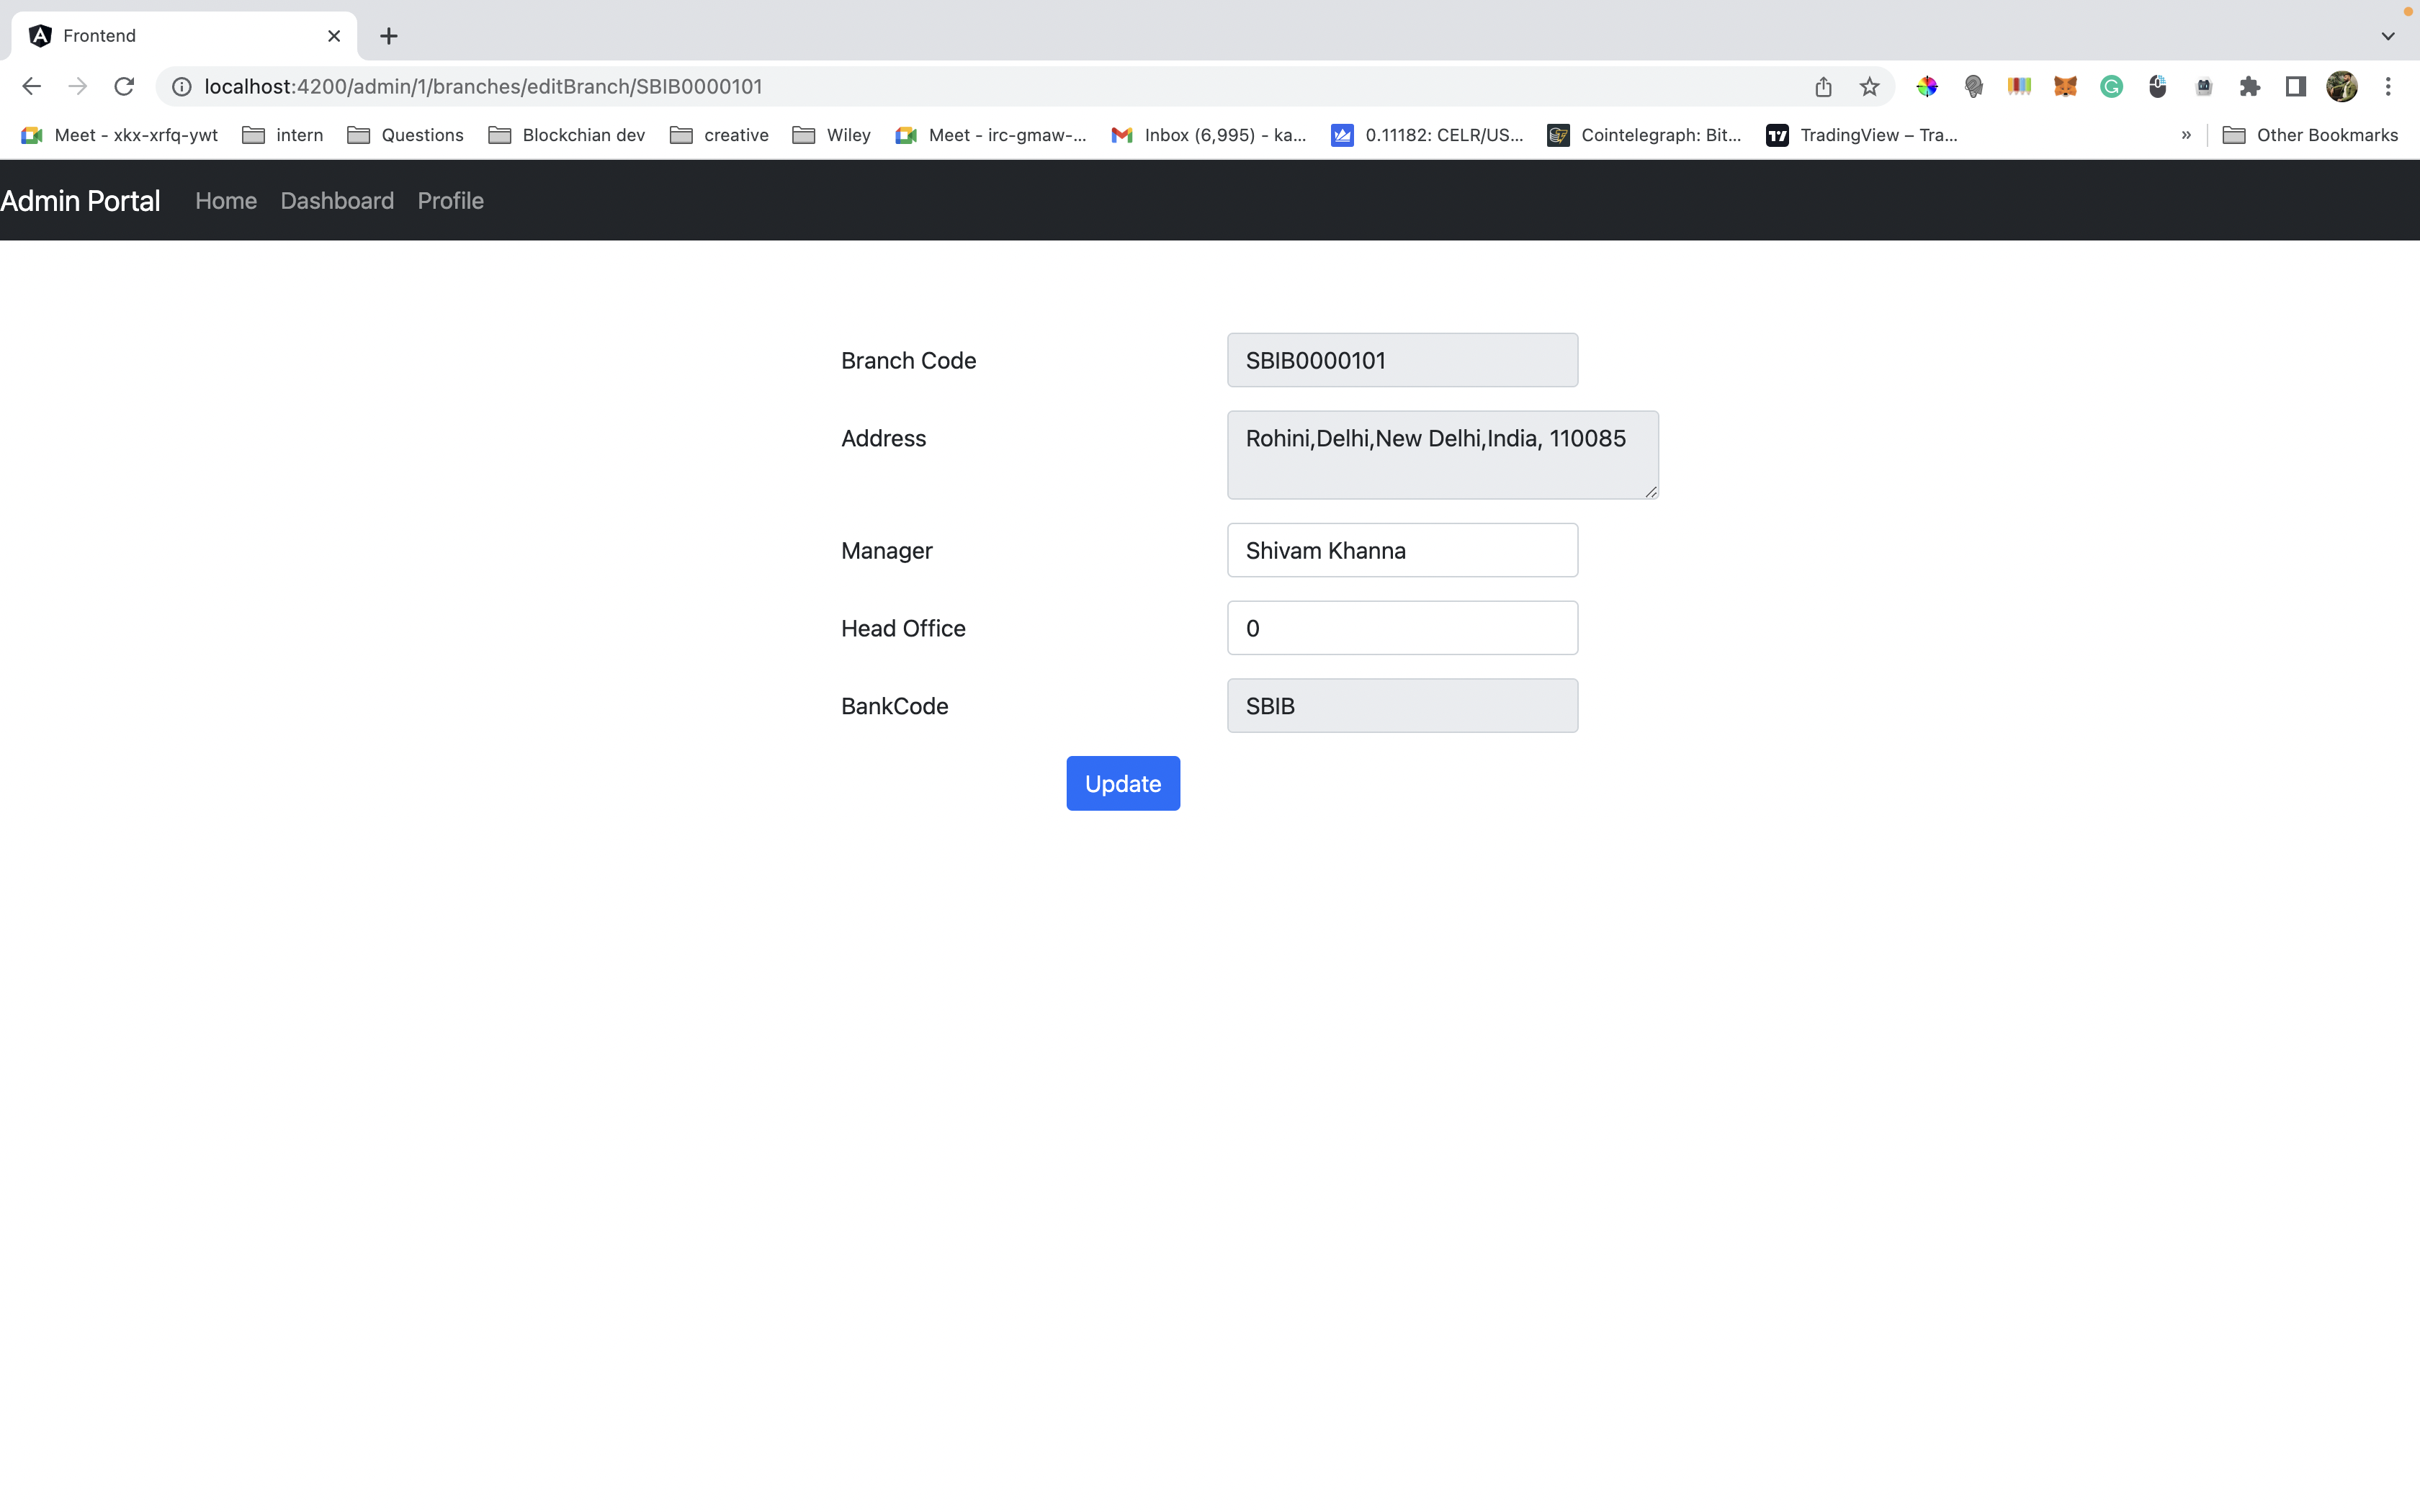 Frontend
localhost:4200/admin/1/branches/editBranch/SBIB0000101
Meet - xkx-xrfq-ywt intern Questions Blockchian dev creative Wiley Meet - irc-gmaw-... Inbox (6,995) - ka... 0.11182: CELR/US... Cointelegraph: Bit... TradingView – Tra... » Other Bookmarks
Admin Portal Home Dashboard Profile
Branch Code SBIB0000101
Address Rohini,Delhi,New Delhi,India, 110085
Manager Shivam Khanna
Head Office 0
BankCode SBIB
Update